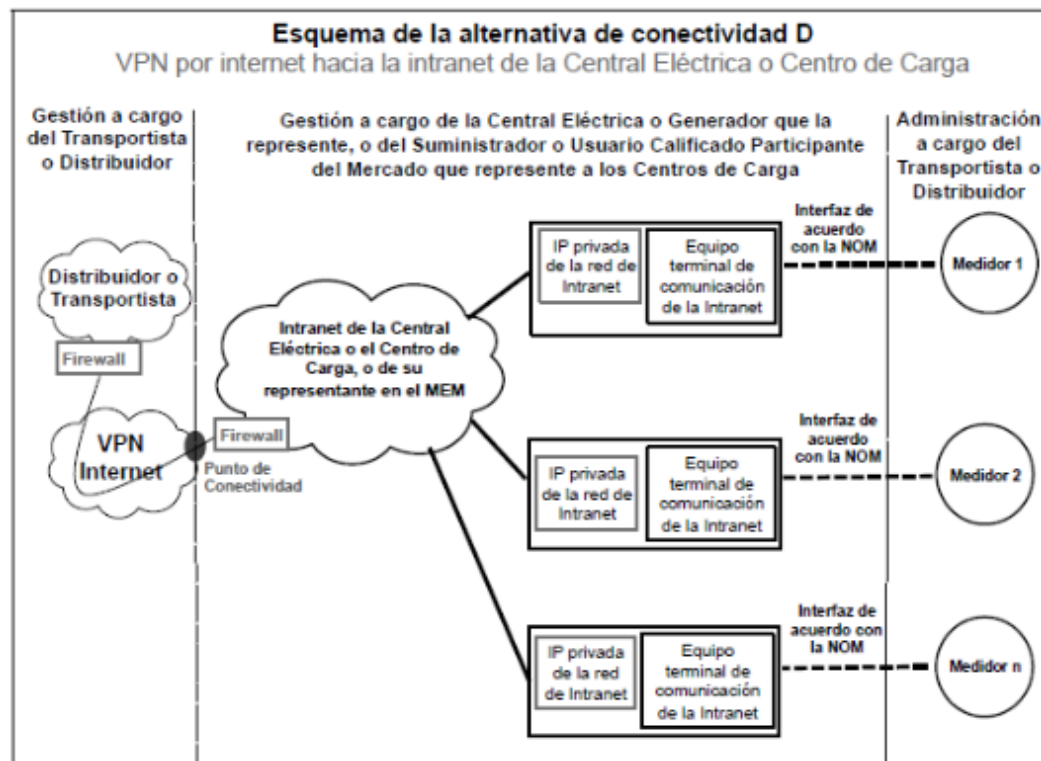 Esquema de la alternativa de conectividad D
VPN por internet hacia la intranet de la Central Eléctrica o Centro de Carga
Gestión a cargo
del Transportista
o Distribuidor
Gestión a cargo de la Central Eléctrica o Generador que la
represente, o del Suministrador o Usuario Calificado Participante
del Mercado que represente a los Centros de Carga
Administración
a cargo del
Transportista o
Distribuidor
Distribuidor o
Transportista
Firewall
VPN
Internet
Punto de
Conectividad
Firewall
Intranet de la Central
Eléctrica o el Centro de
Carga, o de su
representante en el MEM
IP privada
de la red de
Intranet
Equipo
terminal de
comunicación
de la Intranet
Interfaz de
acuerdo
con la NOM
Medidor 1
IP privada
de la red de
Intranet
Equipo
terminal de
comunicación
de la Intranet
Interfaz de
acuerdo
con la NOM
Medidor 2
IP privada
de la red
de Intranet
Equipo
terminal de
comunicación
de la Intranet
Interfaz de
acuerdo con
la NOM
Medidor n